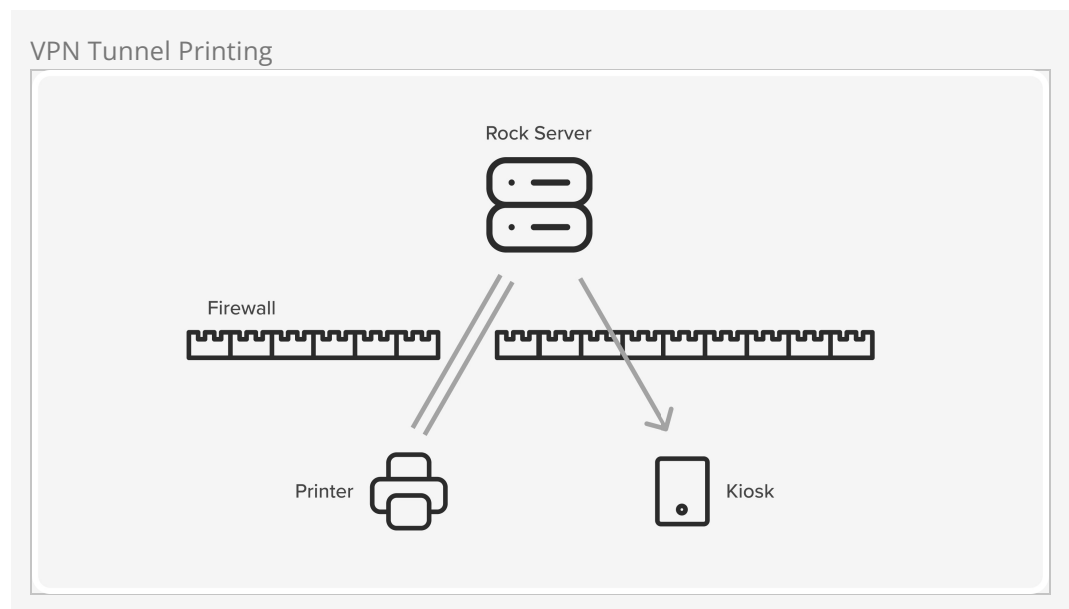 VPN Tunnel Printing
Rock Server
Firewall
Printer
Kiosk